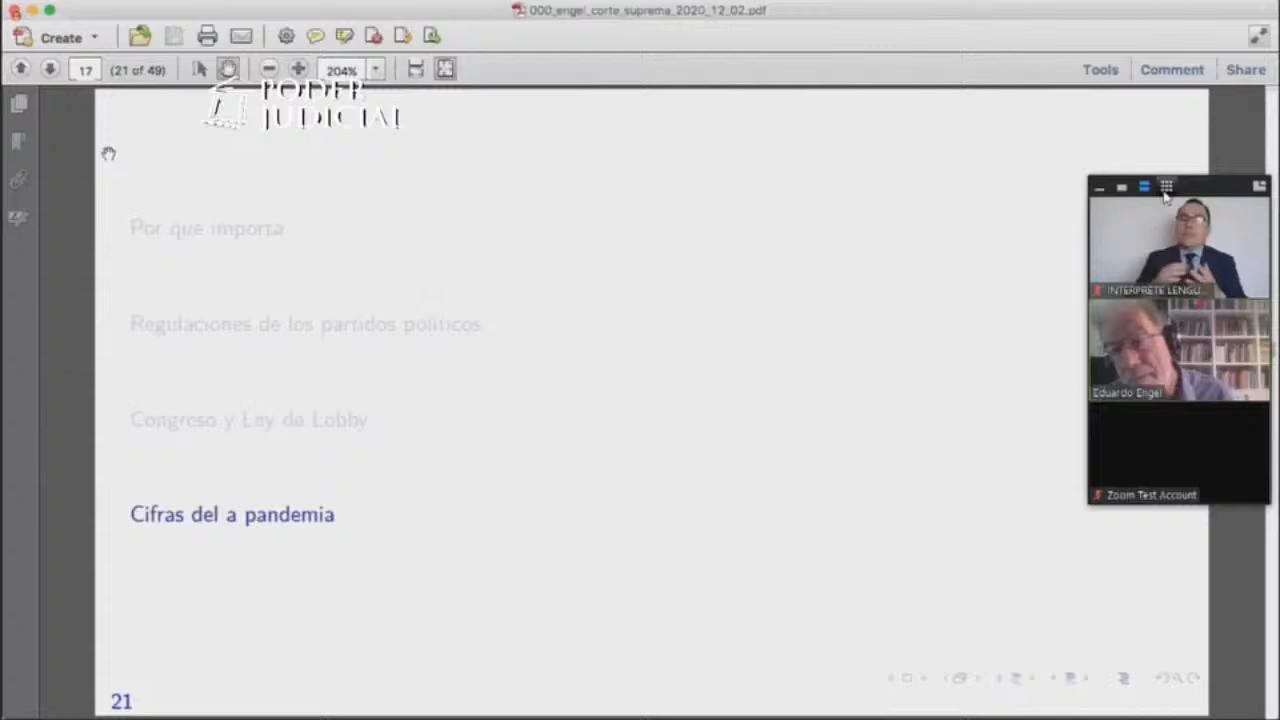 000_engel_corte_suprema_2020_12_02.pdf
Create
17 (21 of 49) 204% Tools Comment Share
PODER
JUDICIAL
Por que importa
INTERPRETE LENGU...
Regulaciones de los partidos politicos
Eduardo Engel
Congreso y Ley de Lobby
Zoom Test Account
Cifras del a pandemia
21